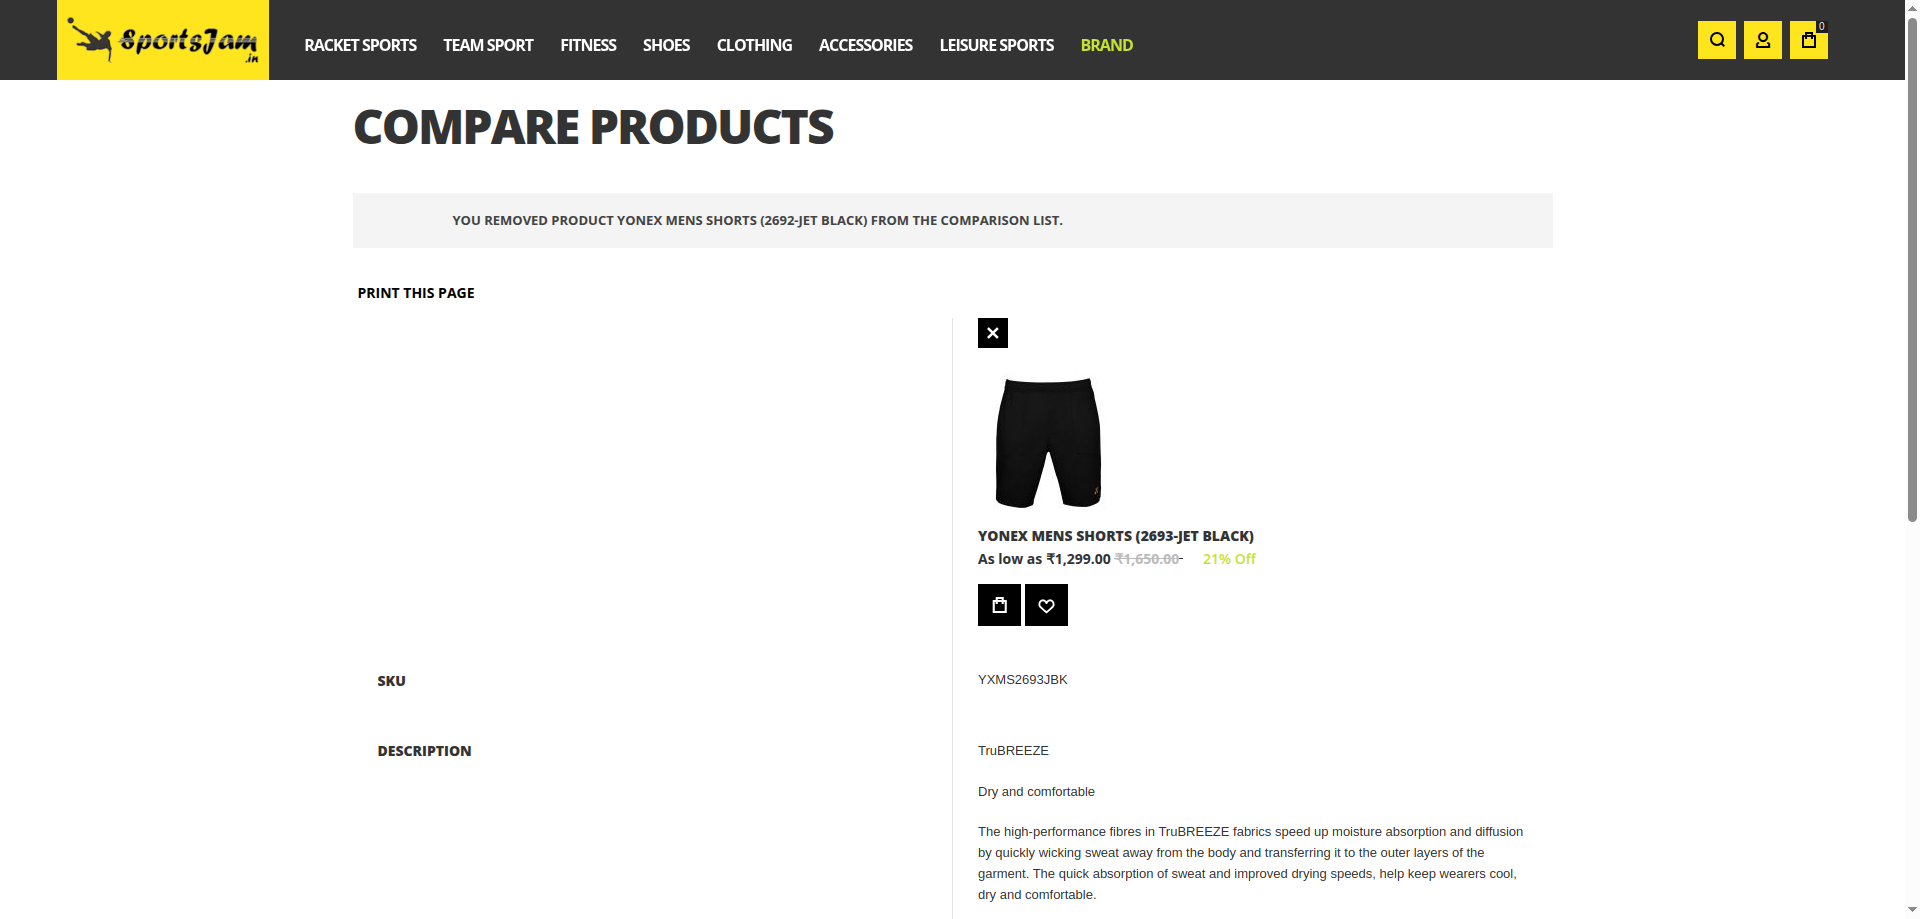 SportsJam
.in
RACKET SPORTS TEAM SPORT FITNESS SHOES CLOTHING ACCESSORIES LEISURE SPORTS BRAND
0
COMPARE PRODUCTS
YOU REMOVED PRODUCT YONEX MENS SHORTS (2692-JET BLACK) FROM THE COMPARISON LIST.
PRINT THIS PAGE
YONEX MENS SHORTS (2693-JET BLACK)
As low as ₹1,299.00 ₹1,650.00- 21% Off
SKU YXMS2693JBK
DESCRIPTION TruBREEZE
Dry and comfortable
The high-performance fibres in TruBREEZE fabrics speed up moisture absorption and diffusion
by quickly wicking sweat away from the body and transferring it to the outer layers of the
garment. The quick absorption of sweat and improved drying speeds, help keep wearers cool,
dry and comfortable.